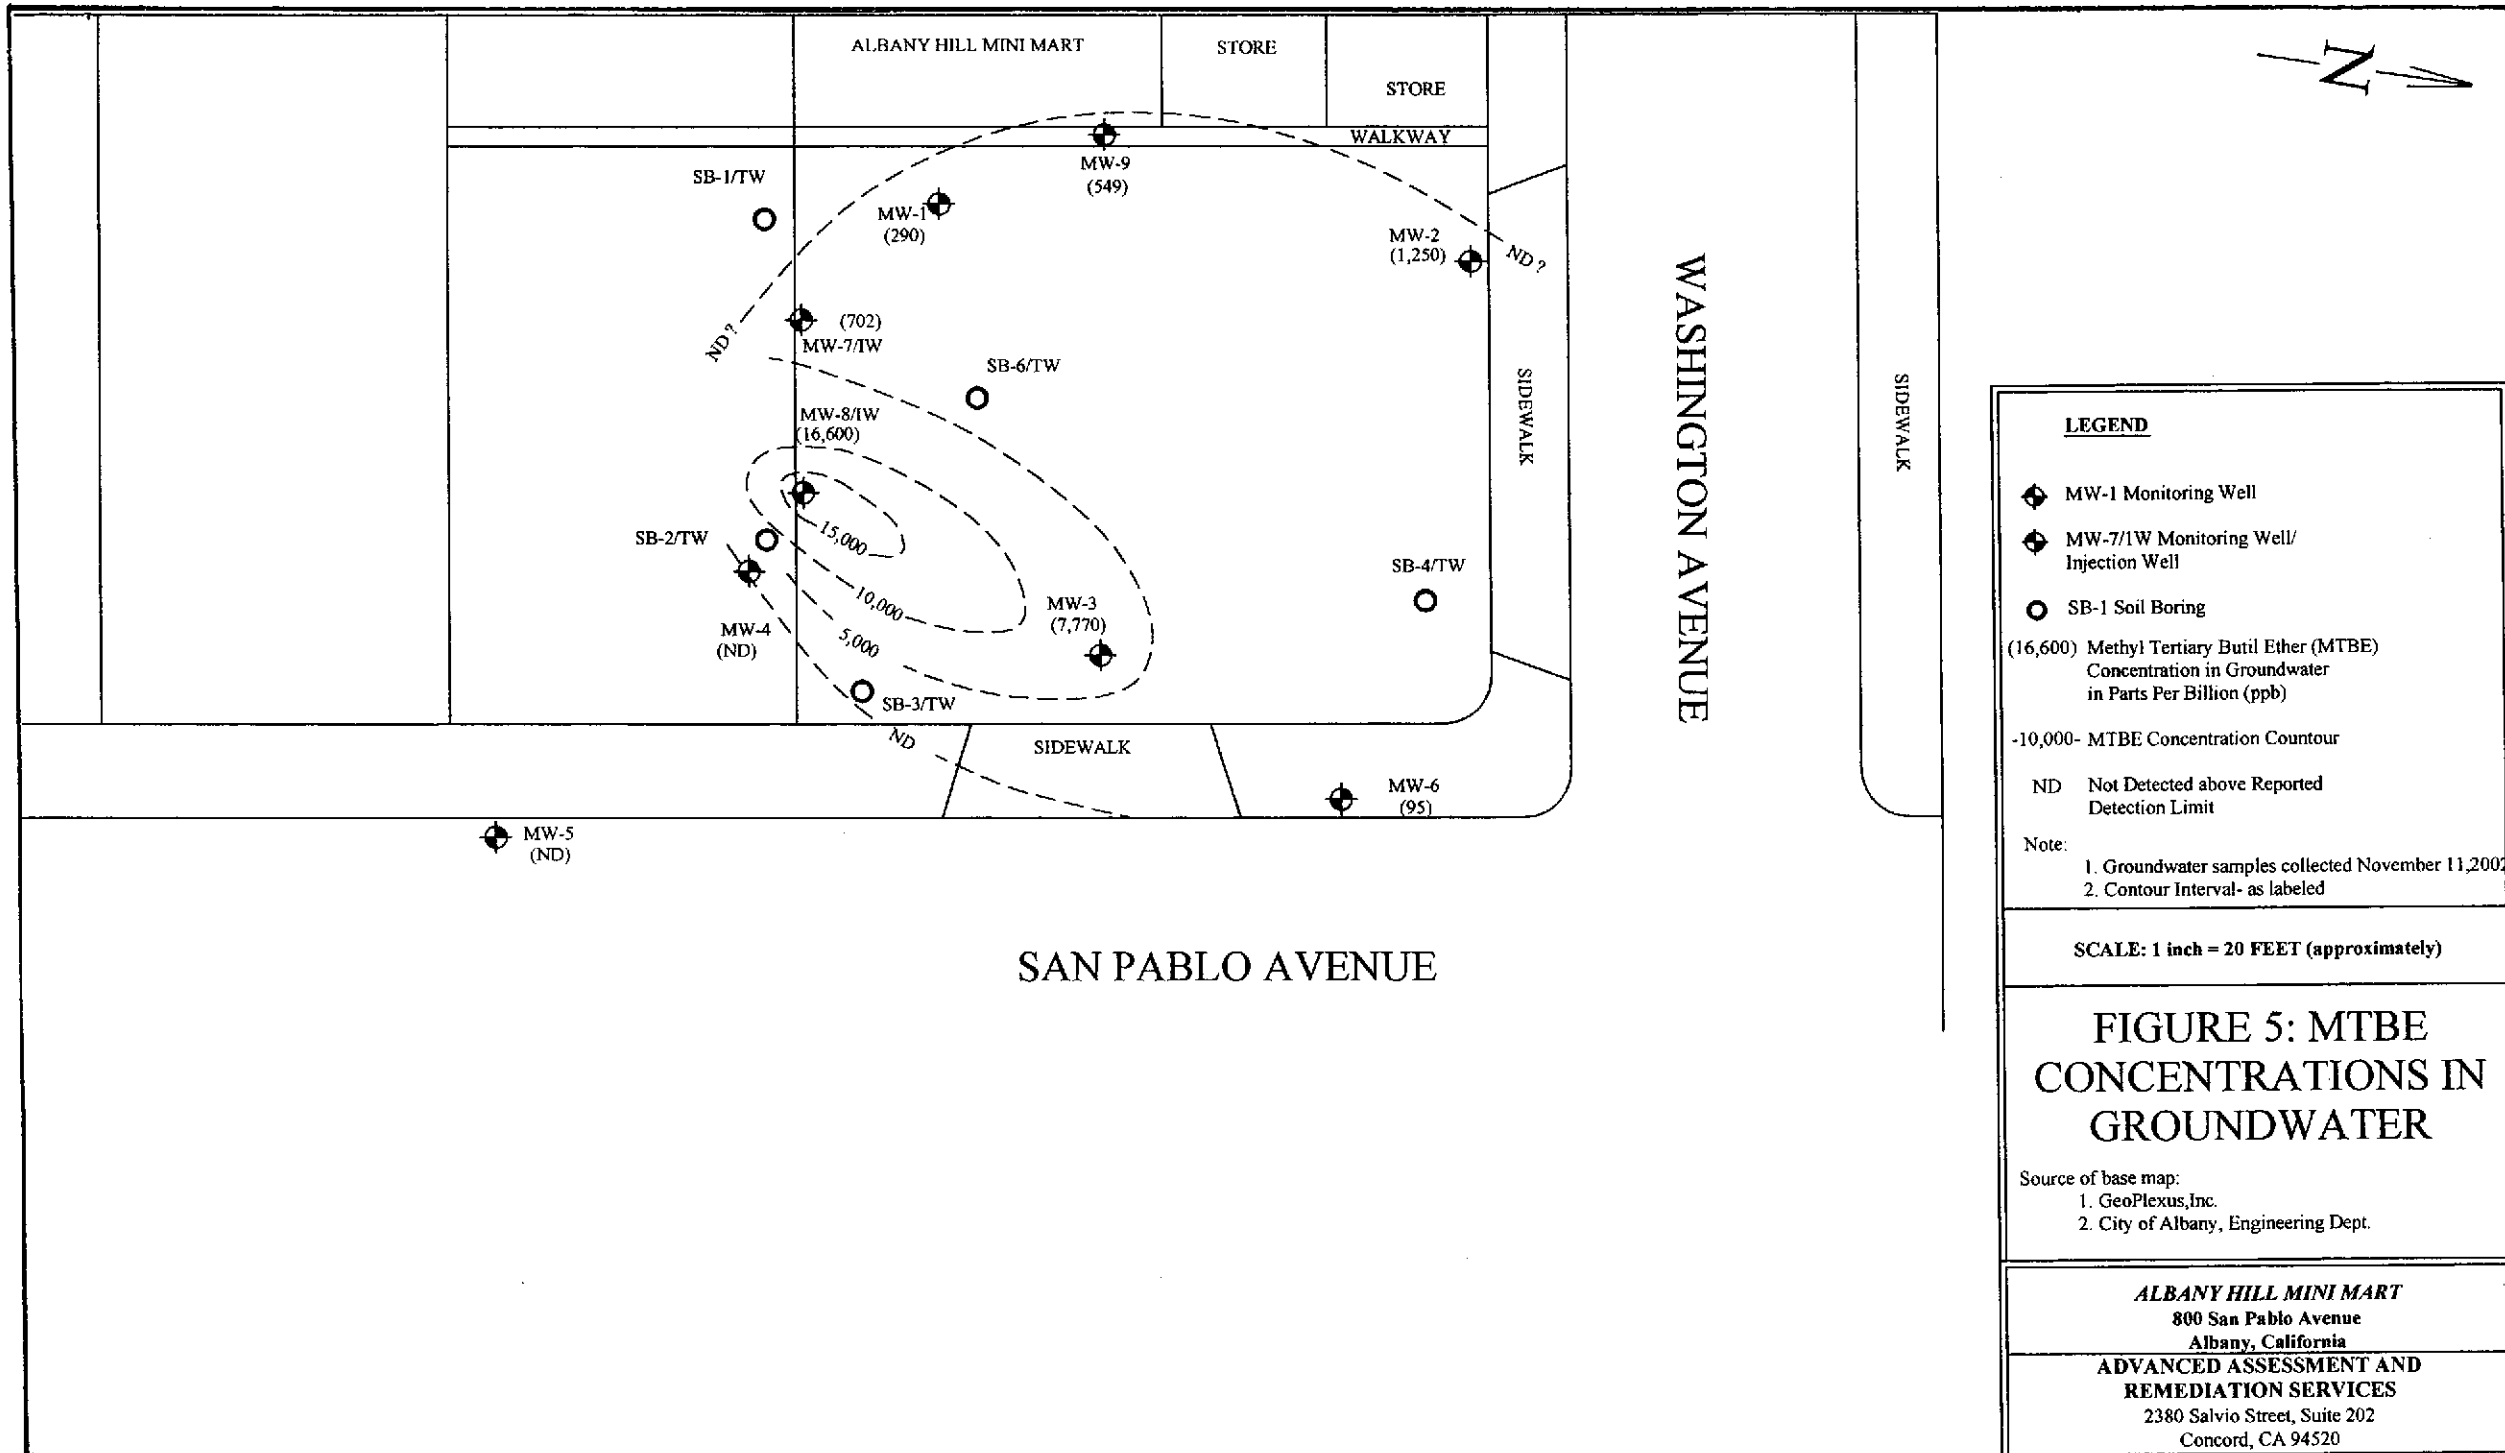 ALBANY HILL MINI MART
STORE
STORE
WALKWAY
N
MW-9
(549)
SB-1/TW
MW-1
(290)
MW-2
(1,250)
ND ?
ND ?
(702)
MW-7/IW
SB-6/TW
MW-8/IW
(16,600)
15,000
SB-2/TW
10,000
MW-4
(ND)
5,000
MW-3
(7,770)
SB-4/TW
SB-3/TW
ND
SIDEWALK
SIDEWALK
SIDEWALK
WASHINGTON AVENUE
MW-6
(95)
MW-5
(ND)
SAN PABLO AVENUE
LEGEND
MW-1 Monitoring Well
MW-7/1W Monitoring Well/
Injection Well
SB-1 Soil Boring
(16,600) Methyl Tertiary Butil Ether (MTBE)
Concentration in Groundwater
in Parts Per Billion (ppb)
-10,000- MTBE Concentration Countour
ND Not Detected above Reported
Detection Limit
Note:
1. Groundwater samples collected November 11,2002
2. Contour Interval- as labeled
SCALE: 1 inch = 20 FEET (approximately)
FIGURE 5: MTBE
CONCENTRATIONS IN
GROUNDWATER
Source of base map:
1. GeoPlexus,Inc.
2. City of Albany, Engineering Dept.
ALBANY HILL MINI MART
800 San Pablo Avenue
Albany, California
ADVANCED ASSESSMENT AND
REMEDIATION SERVICES
2380 Salvio Street, Suite 202
Concord, CA 94520